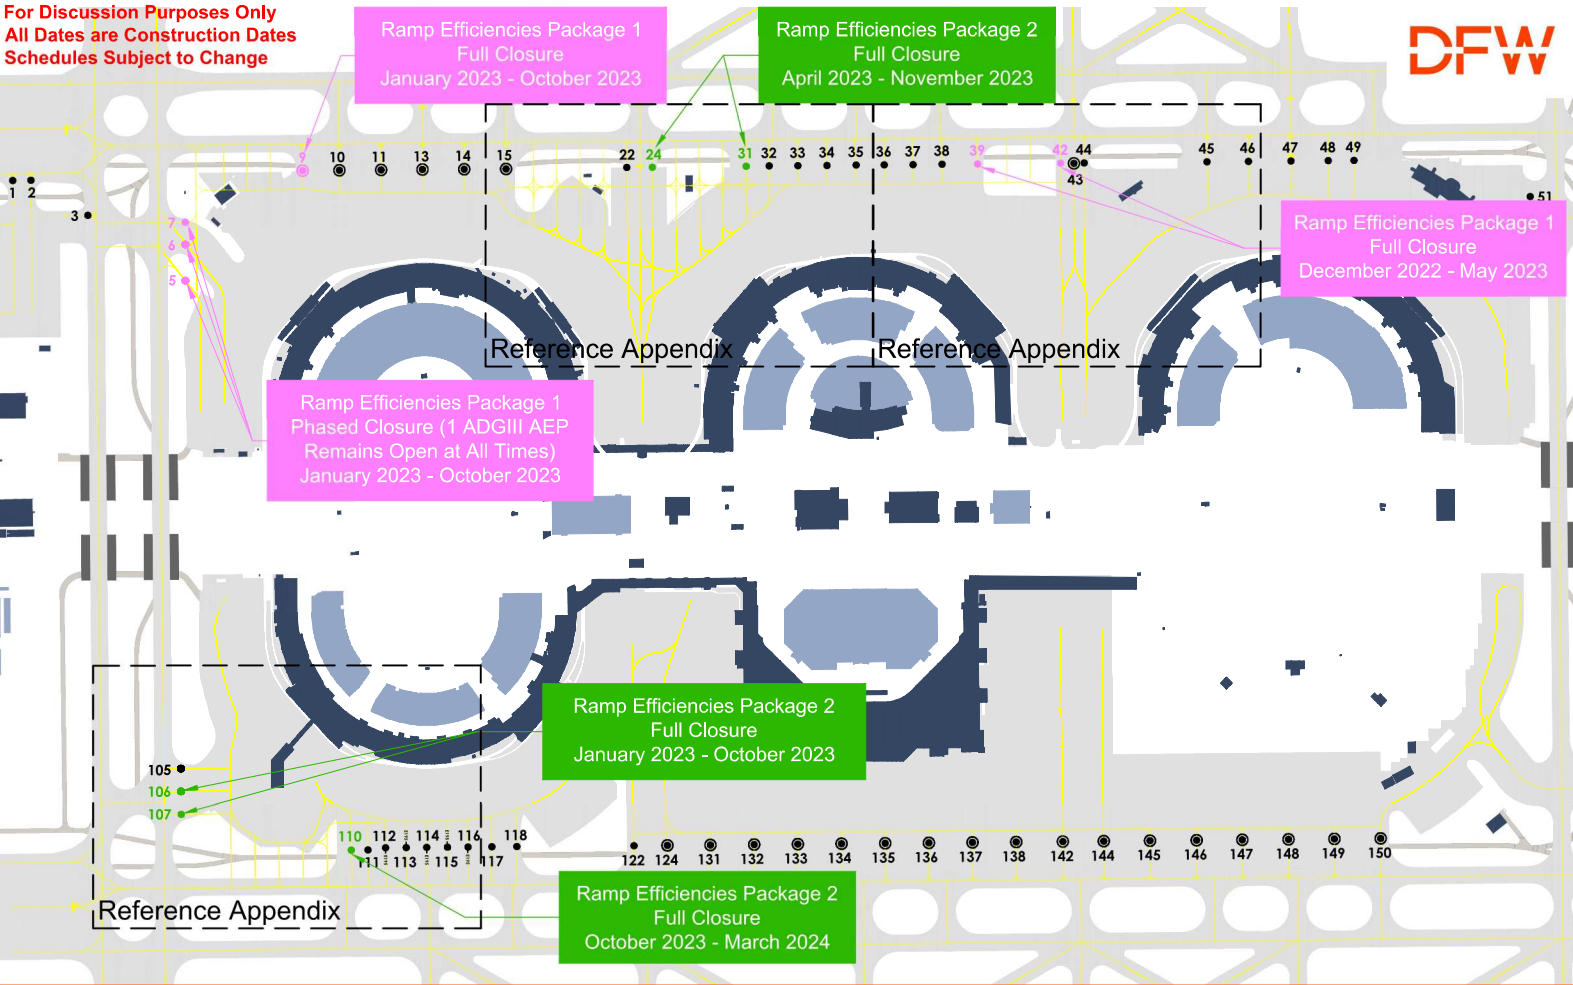 For Discussion Purposes Only
All Dates are Construction Dates
Schedules Subject to Change
Ramp Efficiencies Package 1
Full Closure
January 2023 - October 2023
Ramp Efficiencies Package 2
Full Closure
April 2023 - November 2023
DFW
9 10 11 13 14 15 22 24 31 32 33 34 35 36 37 38 39 42 44 45 46 47 48 49
43
1 2
51
3
7
6
5
Ramp Efficiencies Package 1
Full Closure
December 2022 - May 2023
Reference Appendix
Reference Appendix
Ramp Efficiencies Package 1
Phased Closure (1 ADGIII AEP
Remains Open at All Times)
January 2023 - October 2023
Ramp Efficiencies Package 2
Full Closure
January 2023 - October 2023
105
106
107
110 112 114 116 118
111 113 115 117
122 124 131 132 133 134 135 136 137 138 142 144 145 146 147 148 149 150
Ramp Efficiencies Package 2
Full Closure
October 2023 - March 2024
Reference Appendix